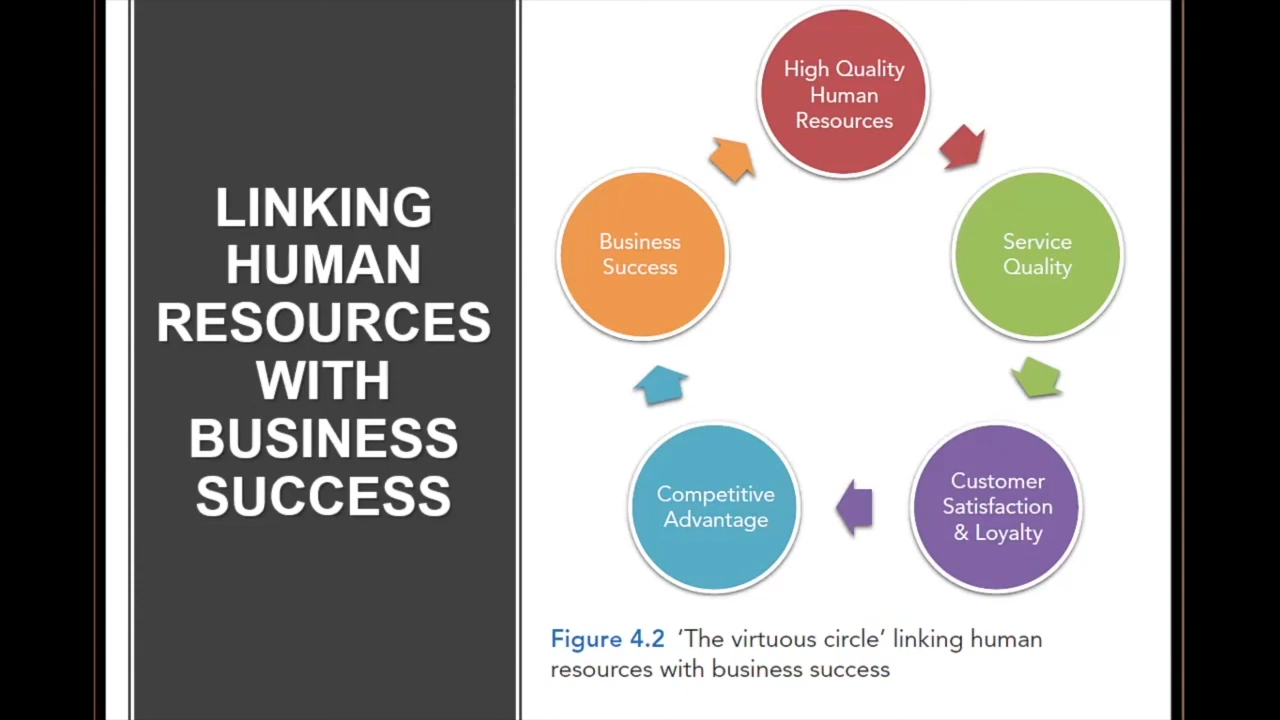 LINKING
HUMAN
RESOURCES
WITH
BUSINESS
SUCCESS
High Quality
Human
Resources
Service
Quality
Customer
Satisfaction
& Loyalty
Competitive
Advantage
Business
Success
Figure 4.2 ‘The virtuous circle’ linking human
resources with business success